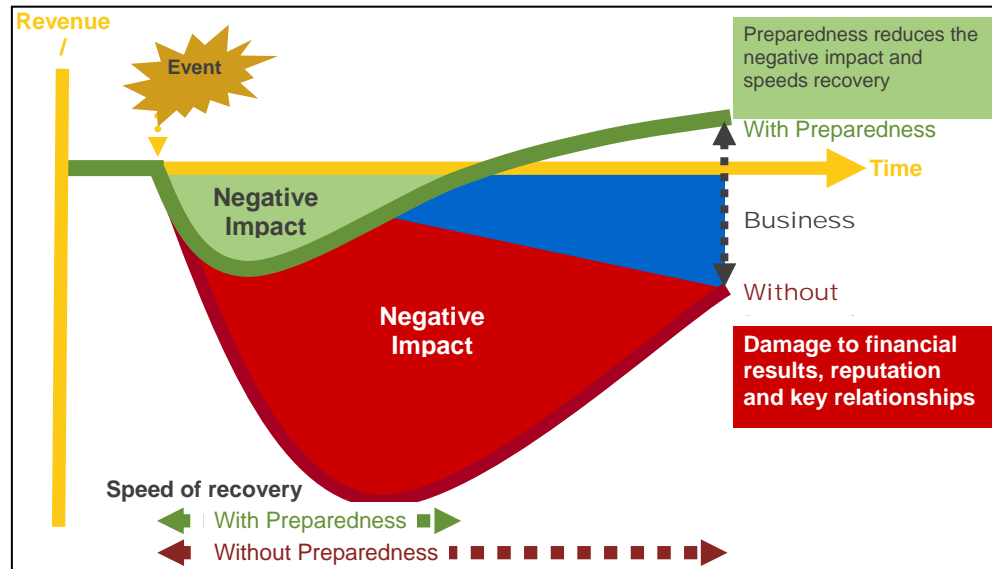 Revenue
/
Event
Preparedness reduces the
negative impact and
speeds recovery
With Preparedness
Time
Negative
Impact
Business
Without
Negative
Impact
Damage to financial
results, reputation
and key relationships
Speed of recovery
With Preparedness
Without Preparedness